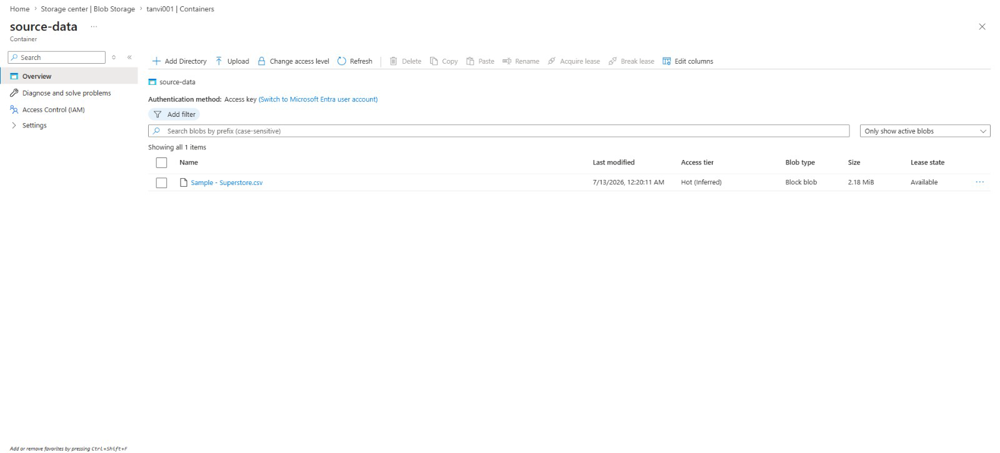 Home > Storage center | Blob Storage > tanvi001 | Containers
source-data ...
Container
Search
Overview
Diagnose and solve problems
Access Control (IAM)
Settings
Add Directory Upload Change access level Refresh Delete Copy Paste Rename Acquire lease Break lease Edit columns
source-data
Authentication method: Access key (Switch to Microsoft Entra user account)
Add filter
Search blobs by prefix (case-sensitive) Only show active blobs
Showing all 1 items
Name Last modified Access tier Blob type Size Lease state
Sample - Superstore.csv 7/13/2026, 12:20:11 AM Hot (Inferred) Block blob 2.18 MiB Available ...
Add or remove favorites by pressing Ctrl+Shift+F